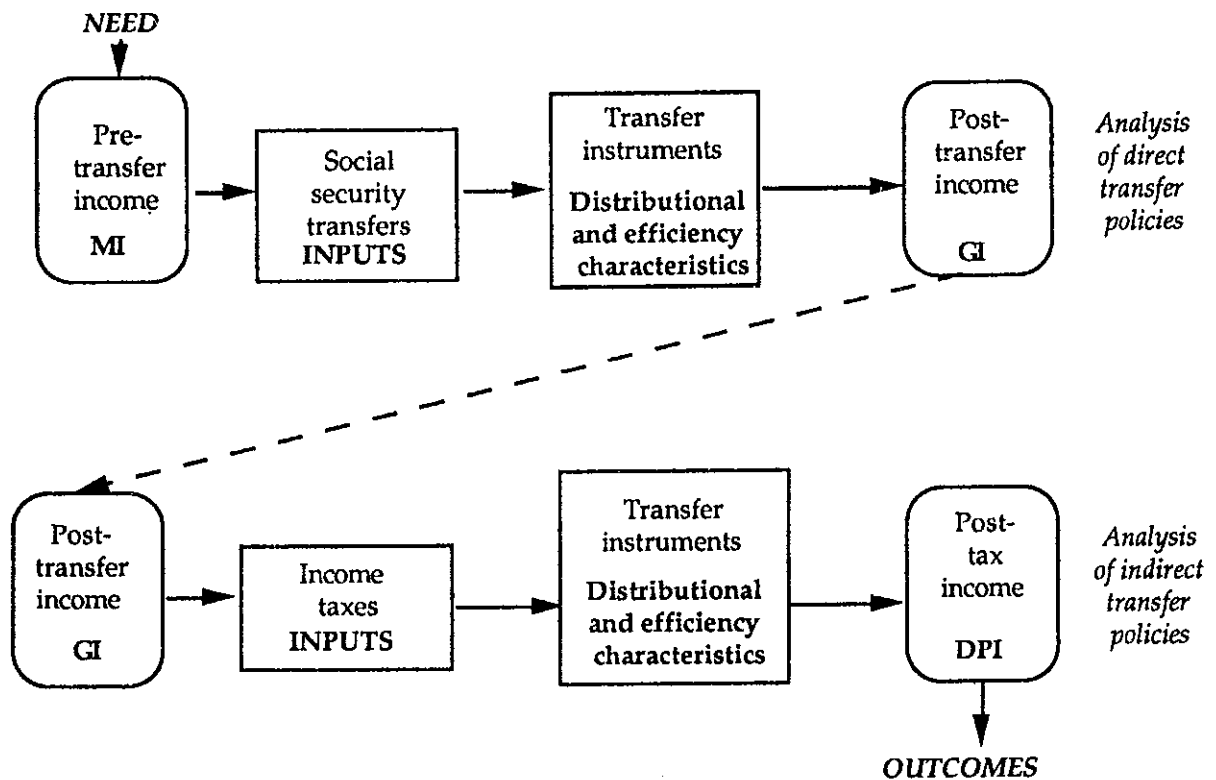 NEED
Pre-
transfer
income
MI
Social
security
transfers
INPUTS
Transfer
instruments
Distributional
and efficiency
characteristics
Post-
transfer
income
GI
Analysis
of direct
transfer
policies
Post-
transfer
income
GI
Income
taxes
INPUTS
Transfer
instruments
Distributional
and efficiency
characteristics
Post-
tax
income
DPI
Analysis
of indirect
transfer
policies
OUTCOMES